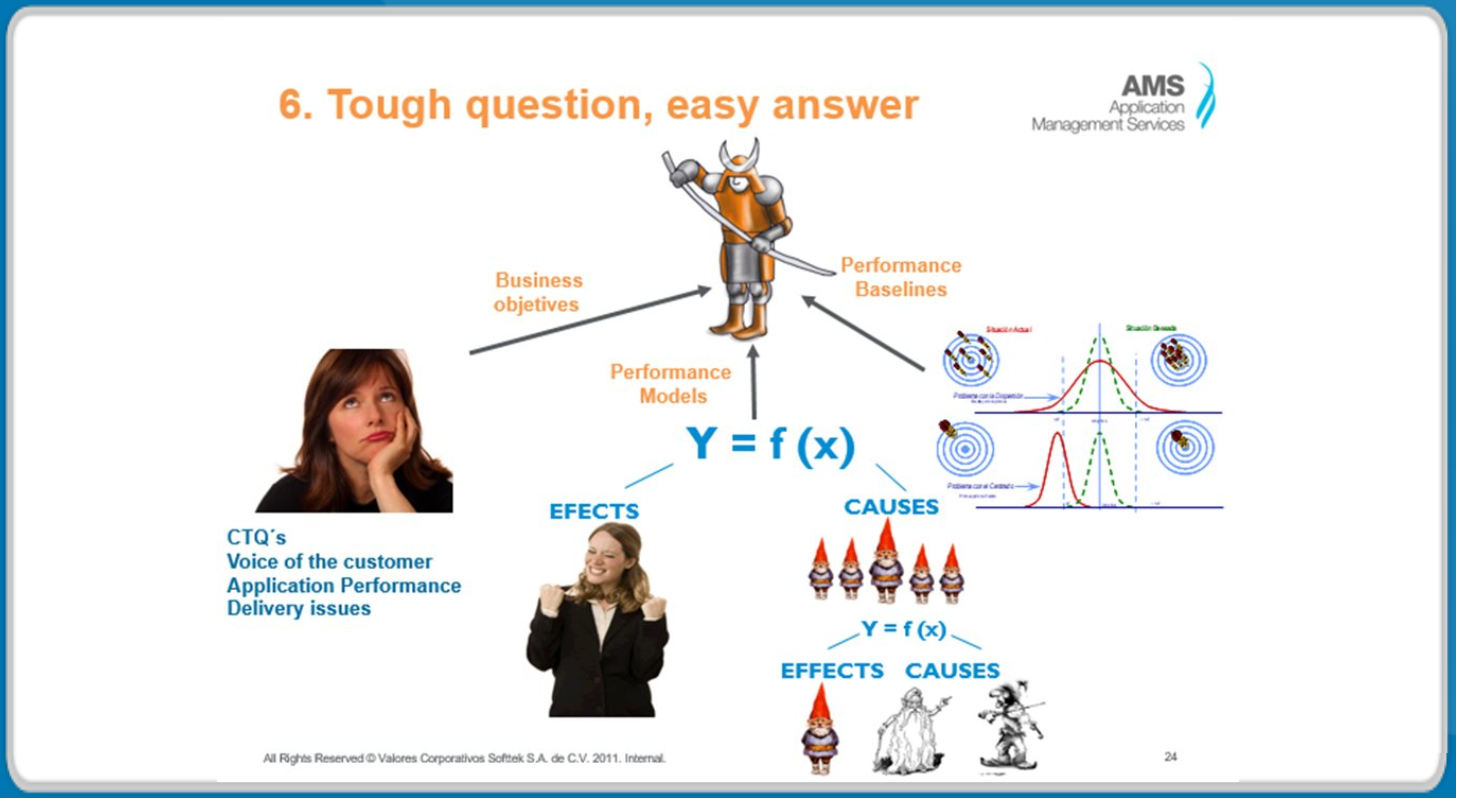 6. Tough question, easy answer
AMS
Application
Management Services
Business
objetives
Performance
Baselines
Performance
Models
Situación Actual
Situación Deseada
Problema con la Dispersión
Problema con el Centrado
Y = f (x)
EFECTS
CAUSES
CTQ´s
Voice of the customer
Application Performance
Delivery issues
Y = f (x)
EFFECTS
CAUSES
All Rights Reserved © Valores Corporativos Softtek S.A. de C.V. 2011. Internal.
24